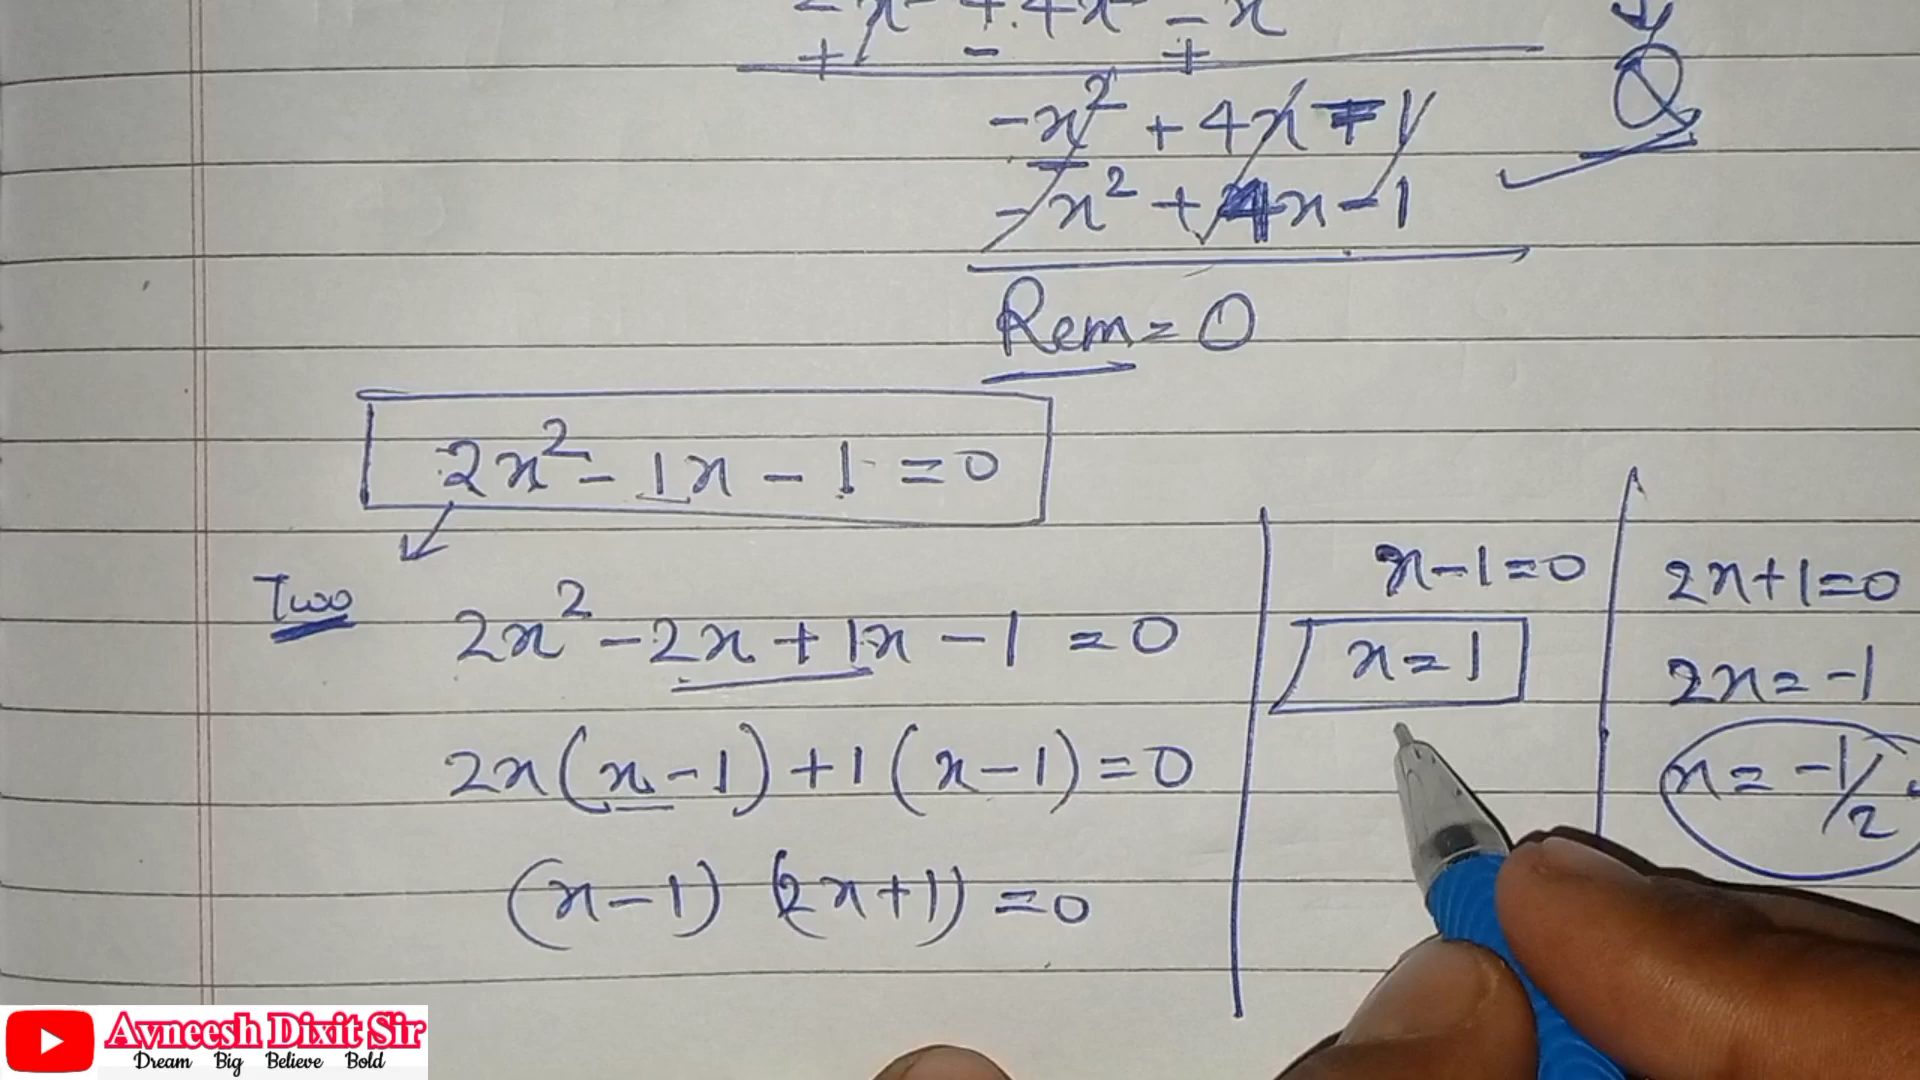 + - +
-x² + 4x - 1
-x² + 4x - 1
Q
Rem = 0
2x² - 1x - 1 = 0
Two
2x² - 2x + 1x - 1 = 0
2x(x-1) + 1(x-1) = 0
(x-1) (2x+1) = 0
x-1=0
x=1
2x+1=0
2x=-1
x=-1/2
Avneesh Dixit Sir
Dream Big Believe Bold